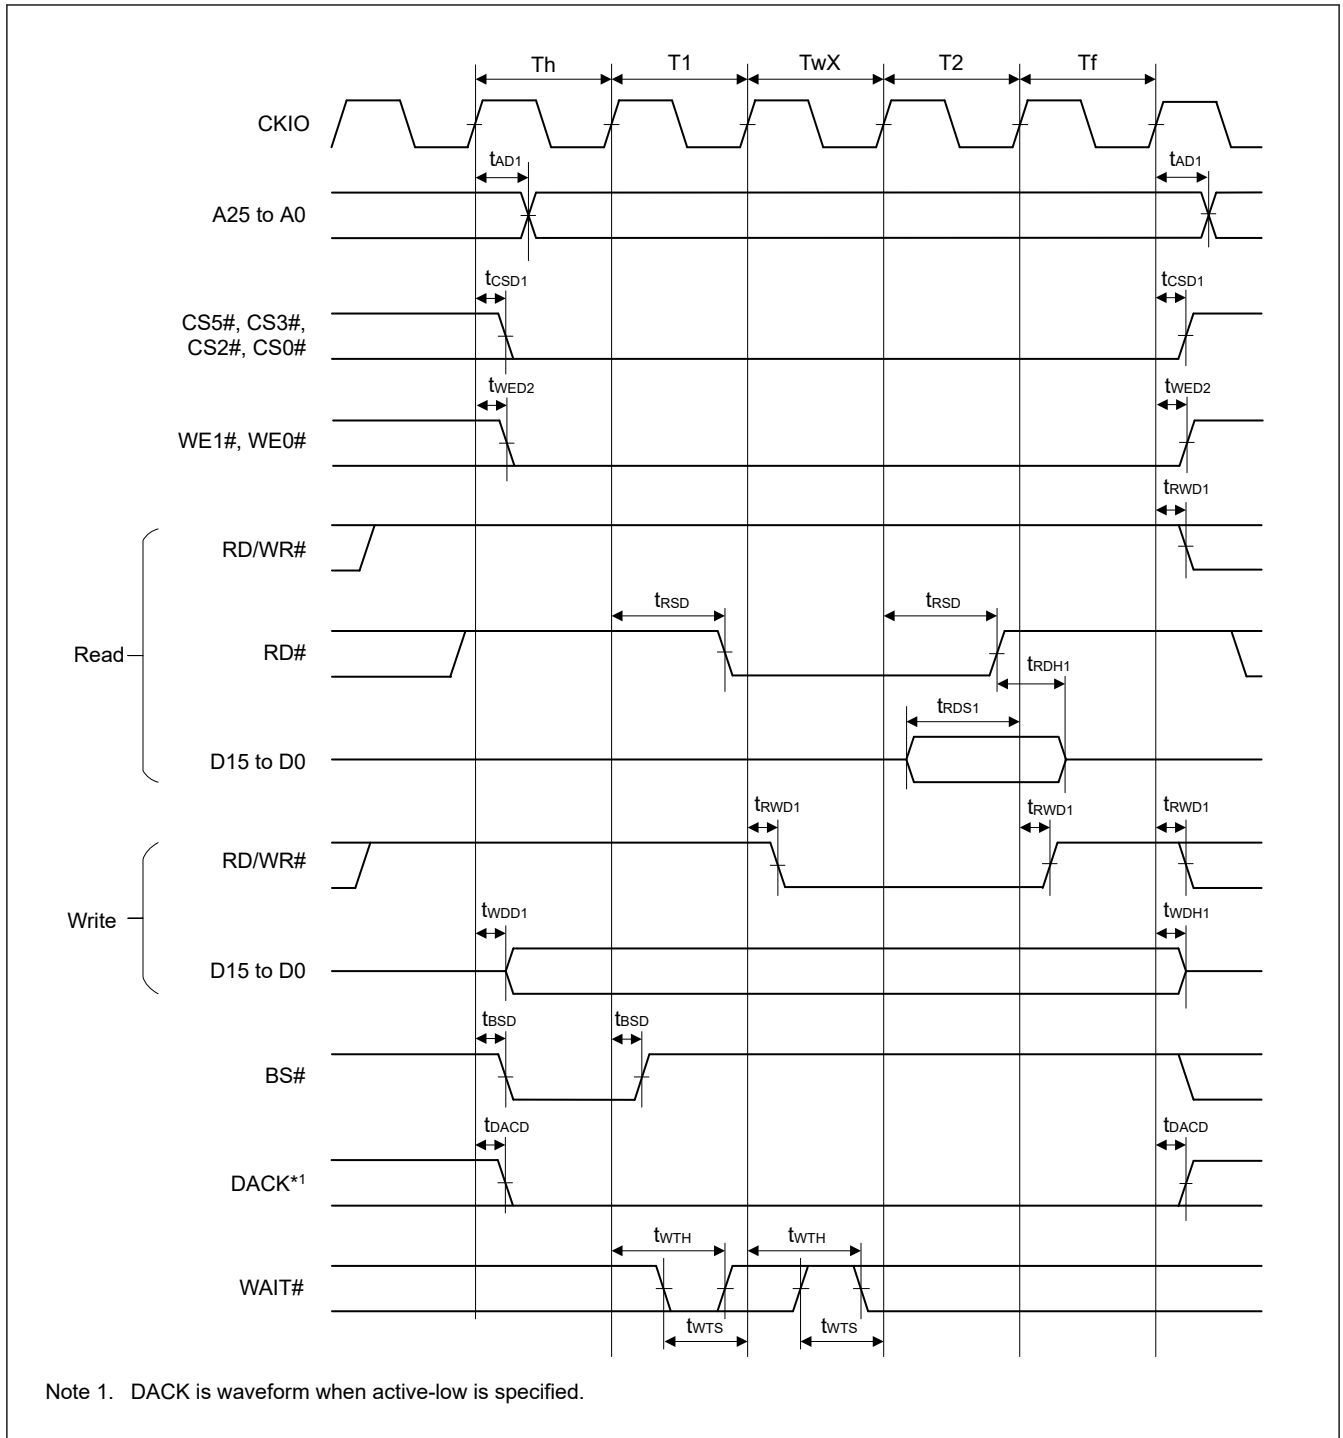 Th T1 TwX T2 Tf
CKIO
tAD1 tAD1
A25 to A0
tCSD1 tCSD1
CS5#, CS3#,
CS2#, CS0#
tWED2 tWED2
WE1#, WE0#
tRWD1
RD/WR#
tRSD tRSD
Read
RD#
tRDH1
tRDS1
D15 to D0
tRWD1 tRWD1 tRWD1
RD/WR#
Write
tWDD1 tWDH1
D15 to D0
tBSD tBSD
BS#
tDACD tDACD
DACK*1
tWTH tWTH
WAIT#
tWTS tWTS
Note 1. DACK is waveform when active-low is specified.